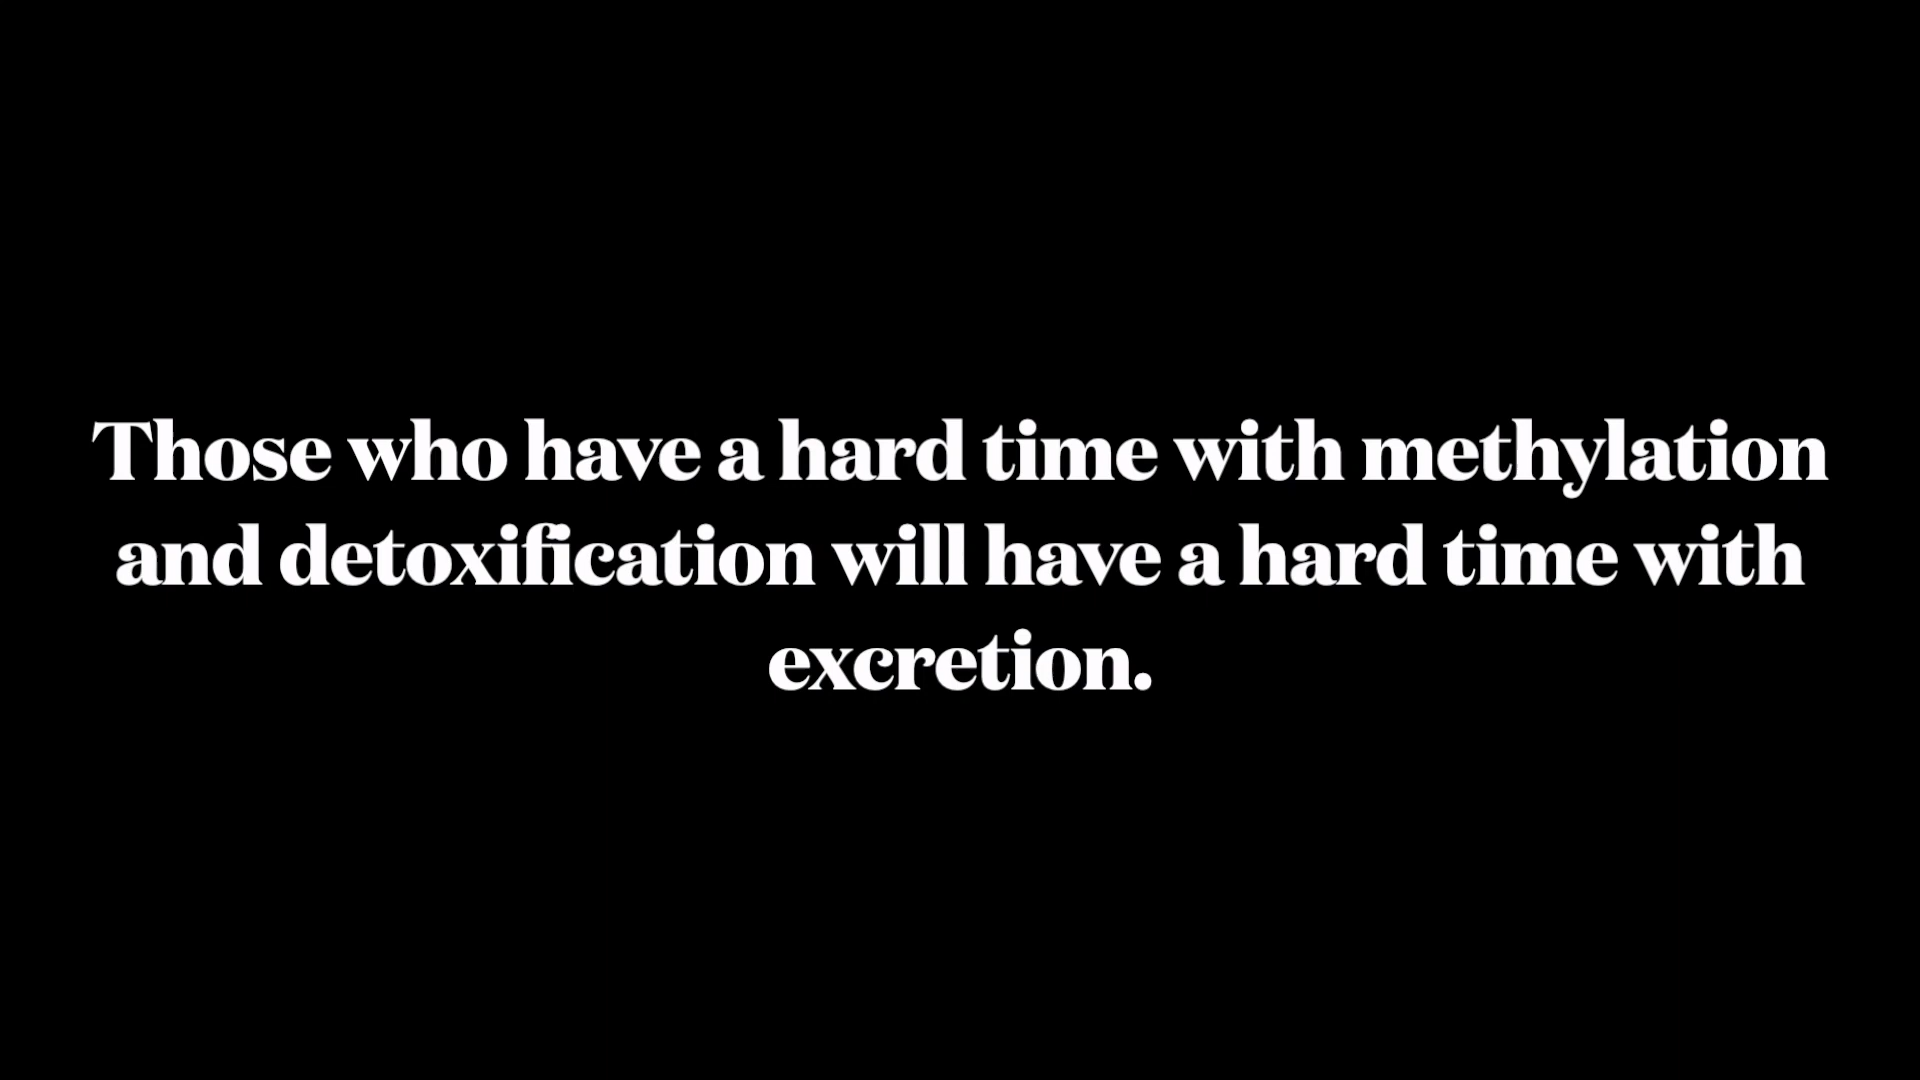 Those who have a hard time with methylation
and detoxification will have a hard time with
excretion.